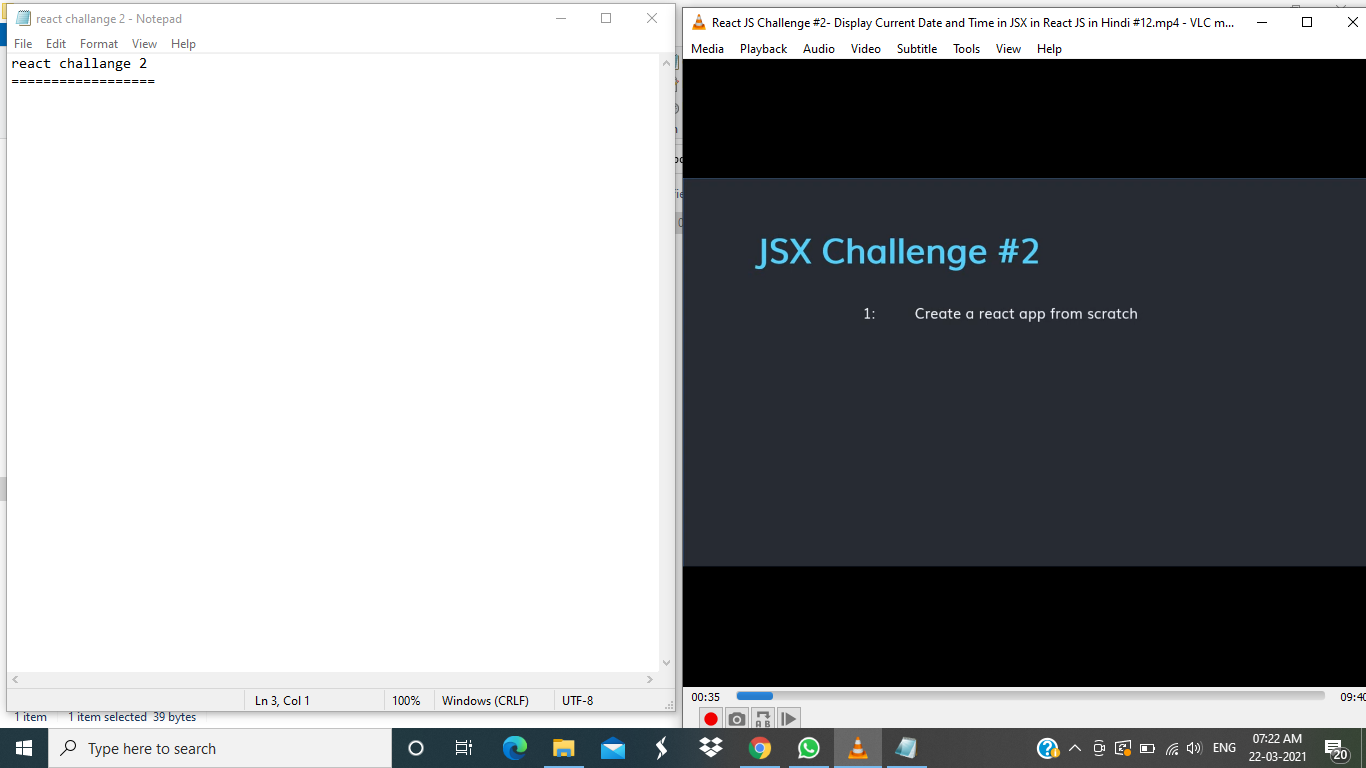 react challange 2 - Notepad
File Edit Format View Help
react challange 2
==================
Ln 3, Col 1 100% Windows (CRLF) UTF-8
1 item 1 item selected 39 bytes
React JS Challenge #2- Display Current Date and Time in JSX in React JS in Hindi #12.mp4 - VLC m...
Media Playback Audio Video Subtitle Tools View Help
JSX Challenge #2
1: Create a react app from scratch
00:35 09:40
A B
Type here to search
ENG
07:22 AM
22-03-2021
20